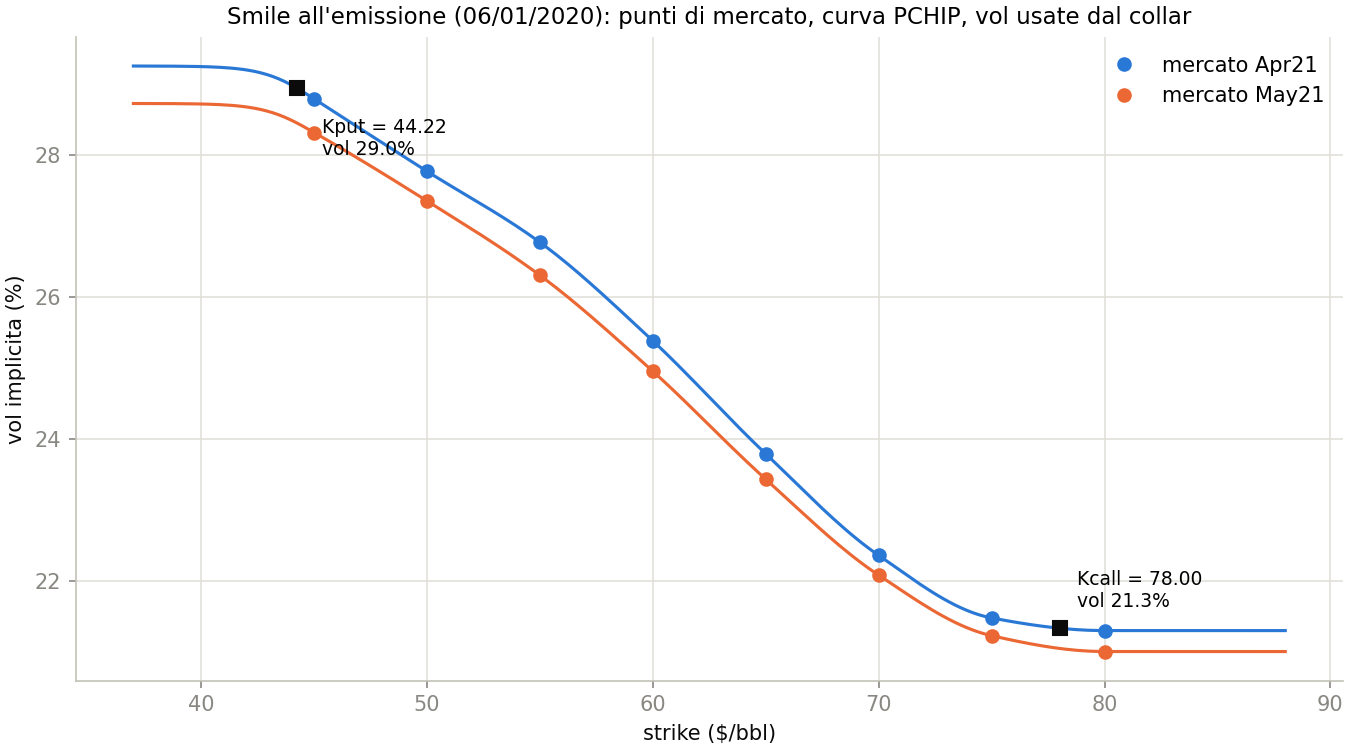 Smile all'emissione (06/01/2020): punti di mercato, curva PCHIP, vol usate dal collar
mercato Apr21
mercato May21
Kput = 44.22
vol 29.0%
Kcall = 78.00
vol 21.3%
vol implicita (%)
28
26
24
22
40
50
60
70
80
90
strike ($/bbl)